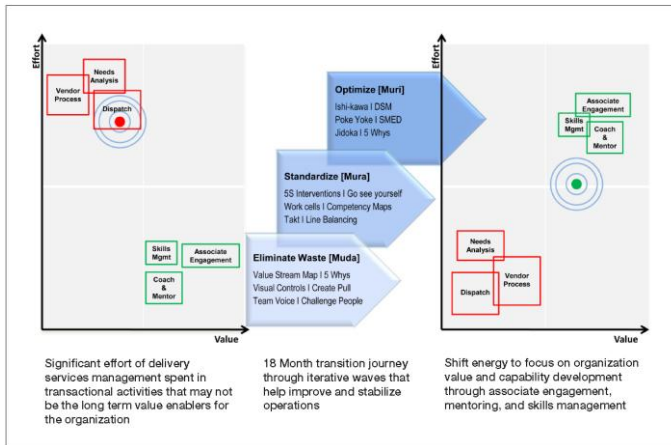 Effort
Needs
Analysis
Vendor
Process
Dispatch
Skills
Mgmt
Associate
Engagement
Coach
&
Mentor
Value
Optimize [Muri]
Ishi-kawa I DSM
Poke Yoke I SMED
Jidoka I 5 Whys
Standardize [Mura]
5S Interventions I Go see yourself
Work cells I Competency Maps
Takt I Line Balancing
Eliminate Waste [Muda]
Value Stream Map I 5 Whys
Visual Controls I Create Pull
Team Voice I Challenge People
Effort
Associate
Engagement
Skills
Mgmt
Coach
&
Mentor
Needs
Analysis
Vendor
Process
Dispatch
Value
Significant effort of delivery
services management spent in
transactional activities that may not
be the long term value enablers for
the organization
18 Month transition journey
through iterative waves that
help improve and stabilize
operations
Shift energy to focus on organization
value and capability development
through associate engagement,
mentoring, and skills management